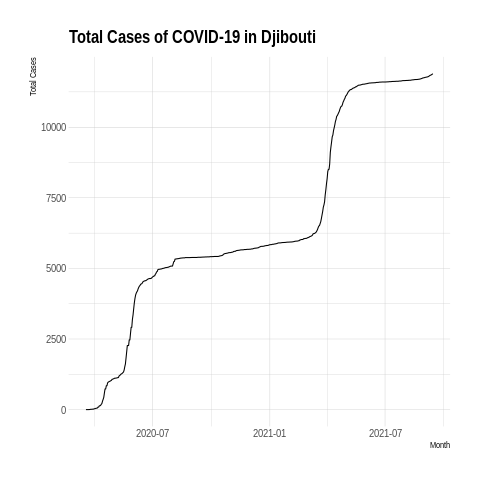 Total Cases of COVID-19 in Djibouti
Total Cases
10000
7500
5000
2500
0
2020-07 2021-01 2021-07
Month